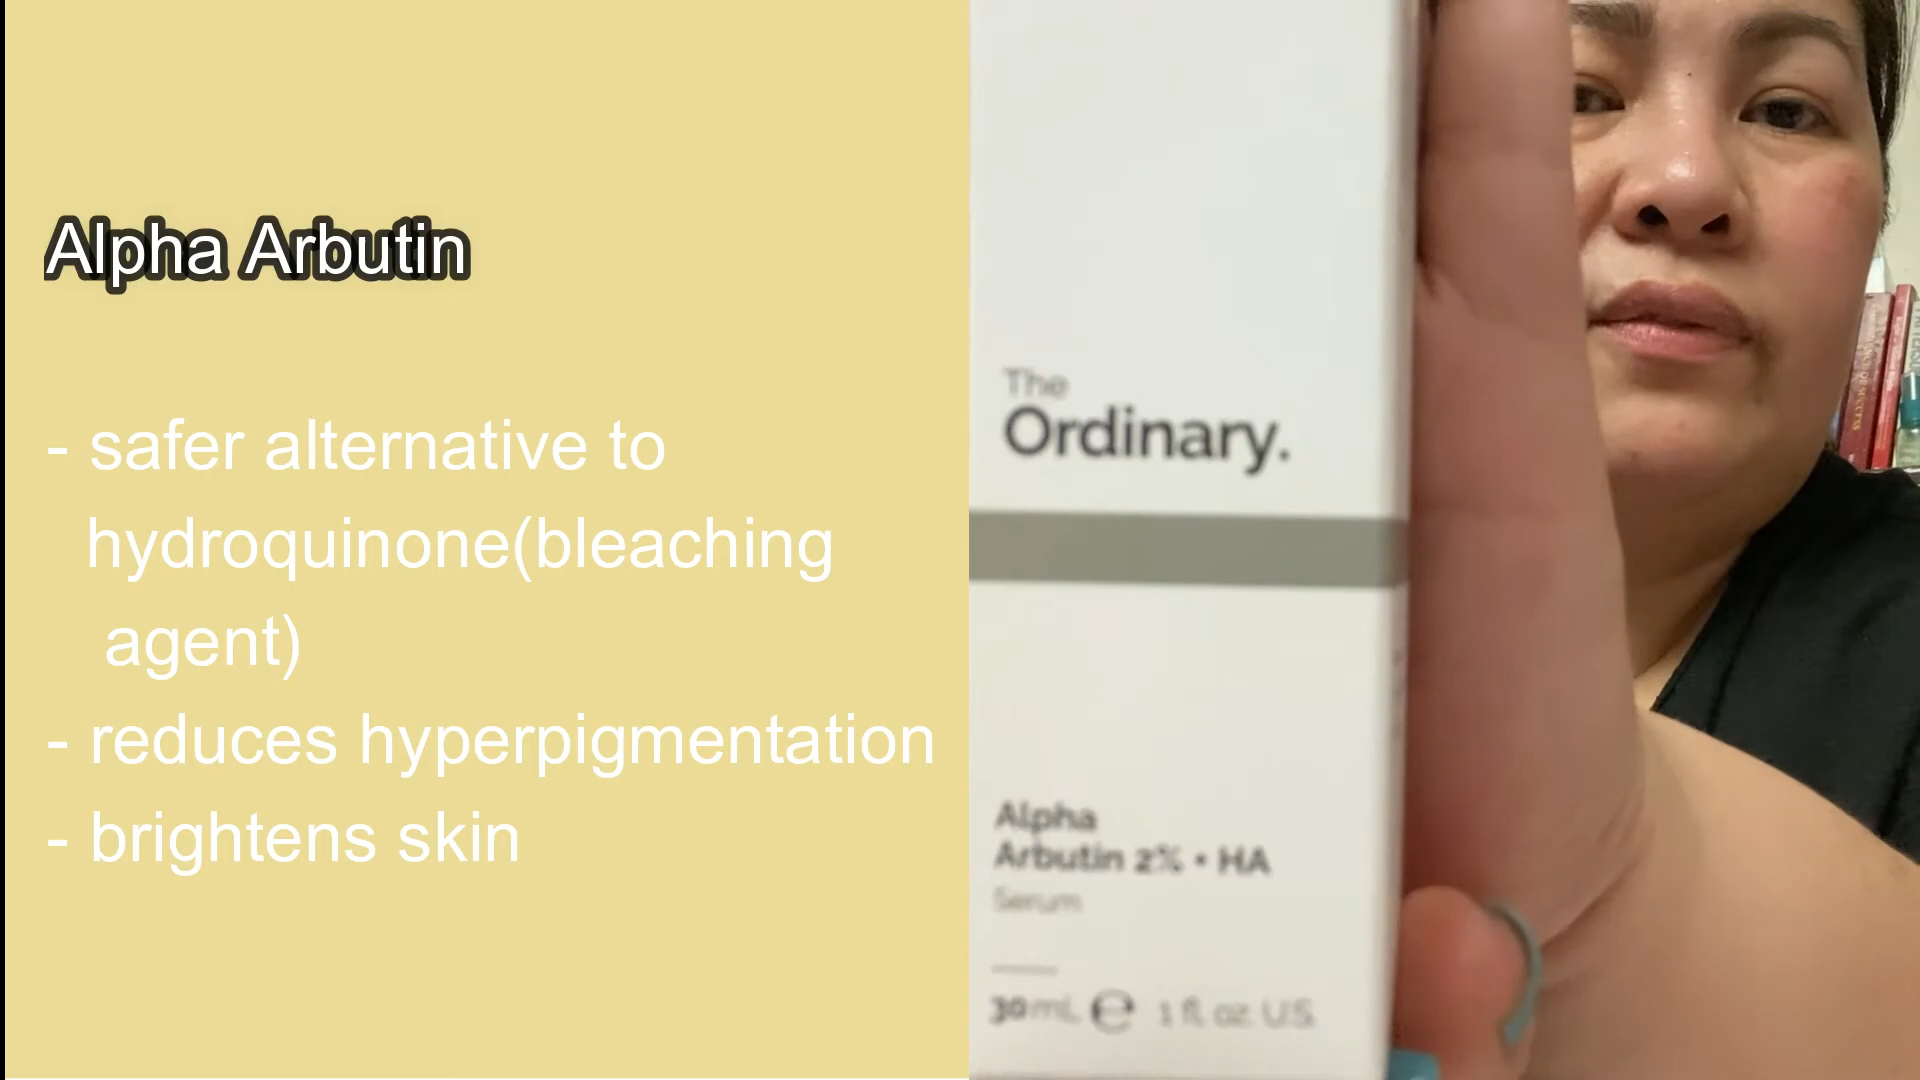 Alpha Arbutin
- safer alternative to
hydroquinone(bleaching
agent)
- reduces hyperpigmentation
- brightens skin
The
Ordinary.
Alpha
Arbutin 2% + HA
Serum
30 mL e 1 fl oz U.S.